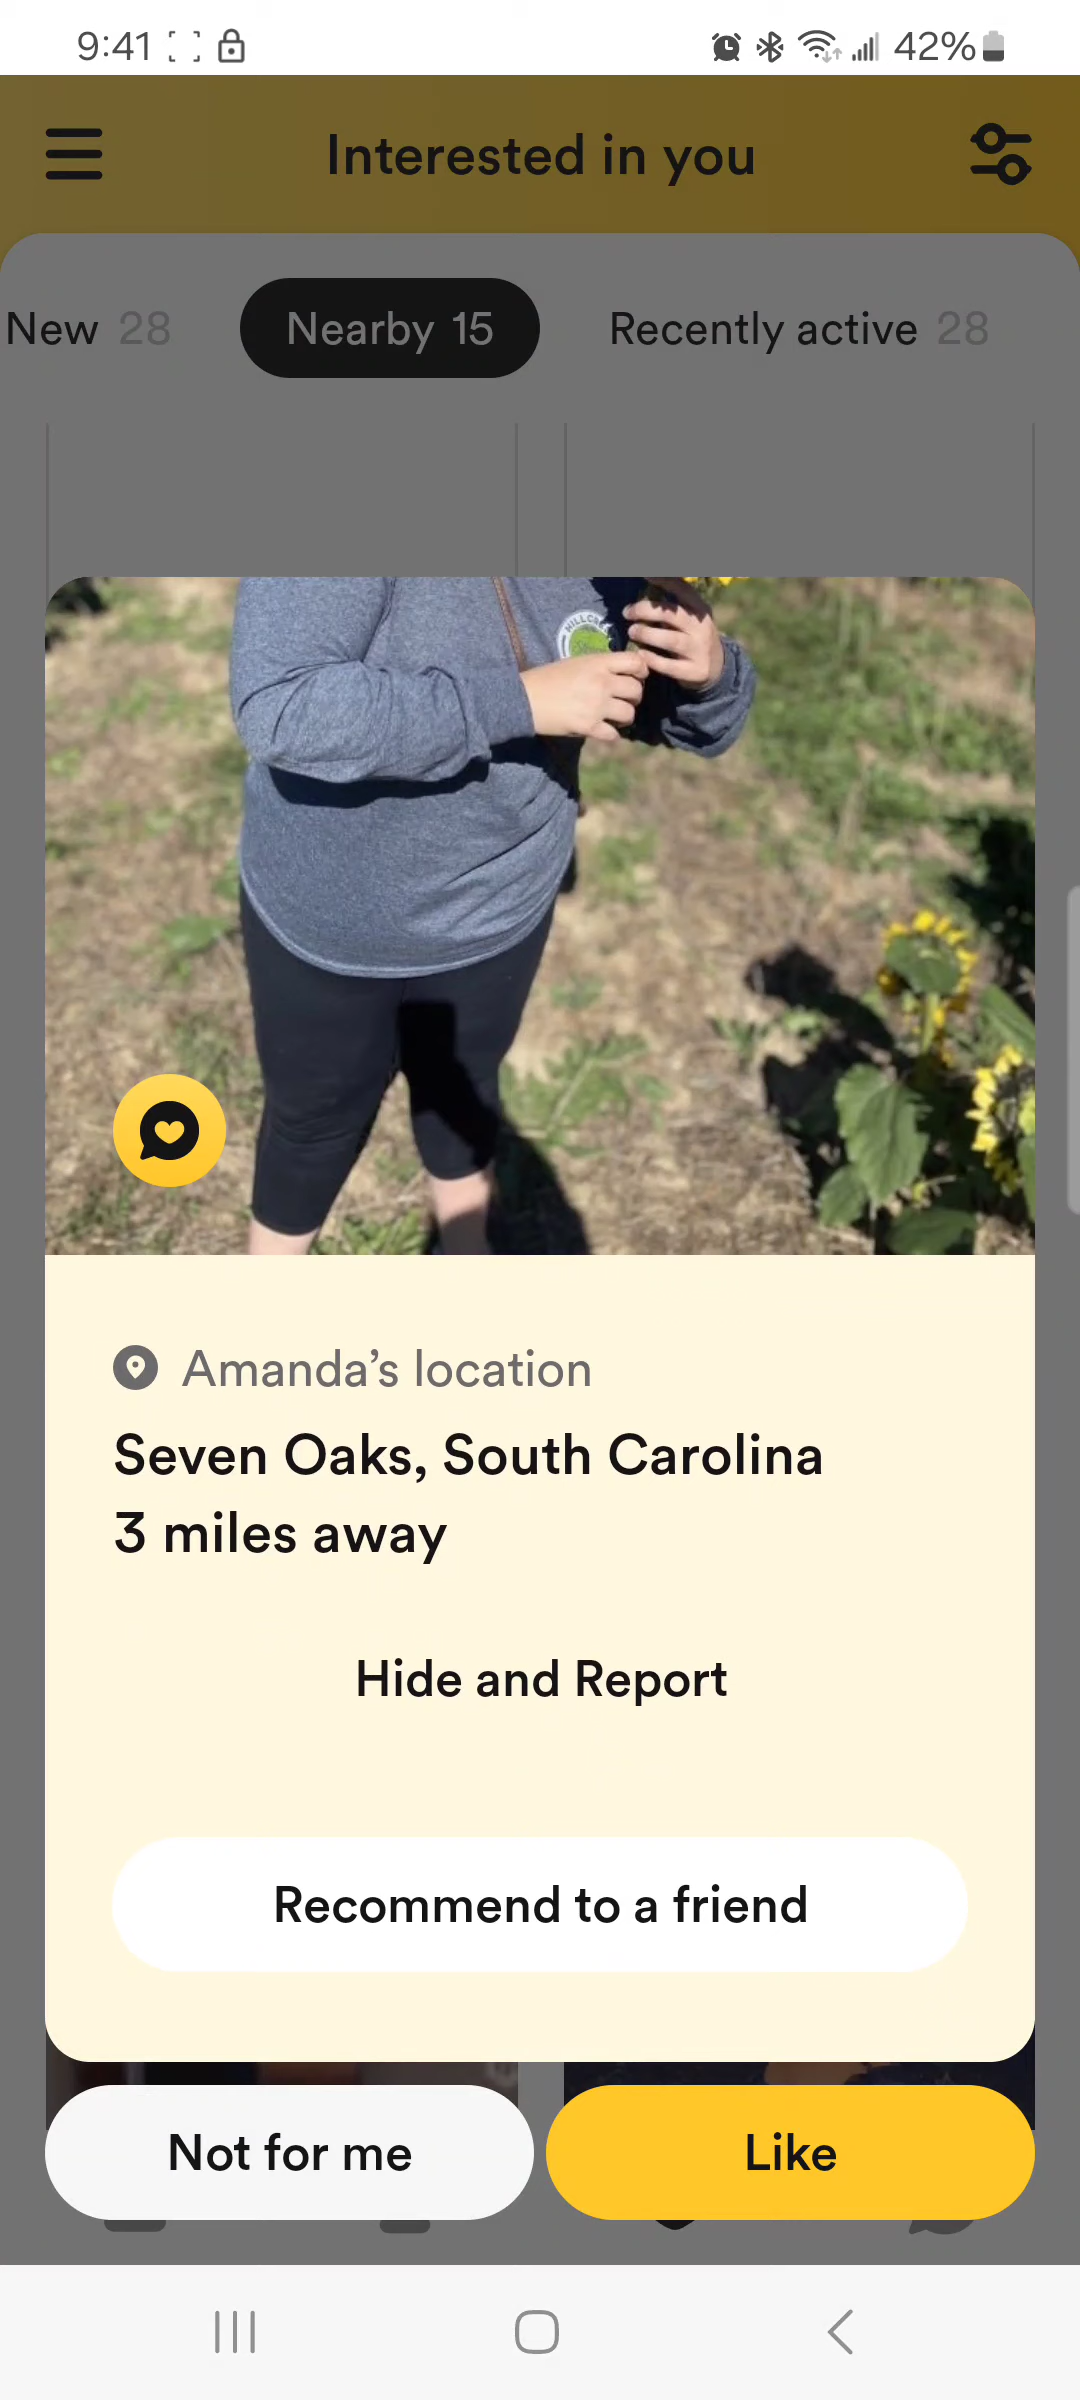 9:41
42%
Interested in you
New 28
Nearby 15
Recently active 28
Amanda’s location
Seven Oaks, South Carolina
3 miles away
Hide and Report
Recommend to a friend
Not for me
Like